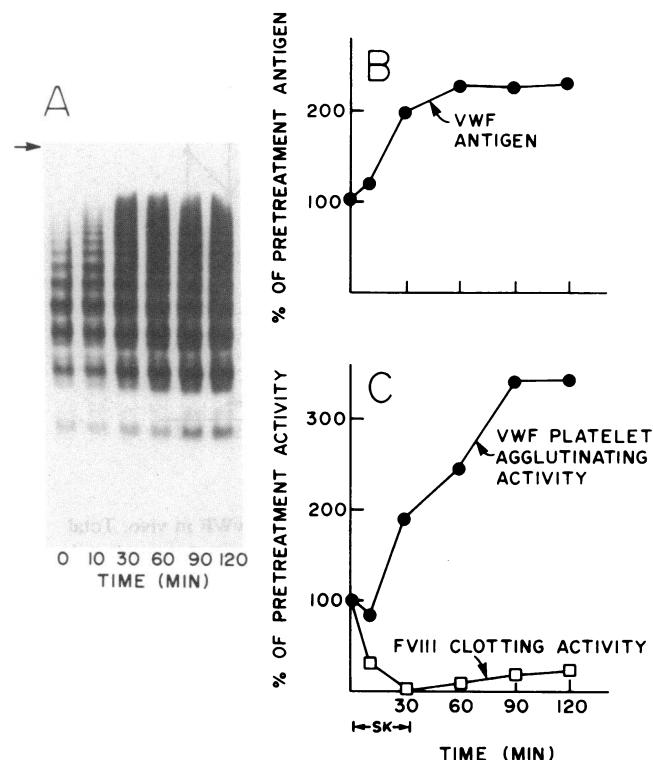 A
0 10 30 60 90 120
TIME (MIN)
B
% OF PRETREATMENT ANTIGEN
200
100
VWF
ANTIGEN
C
% OF PRETREATMENT ACTIVITY
300
200
100
VWF PLATELET
AGGLUTINATING
ACTIVITY
FVIII CLOTTING ACTIVITY
30 60 90 120
SK
TIME (MIN)